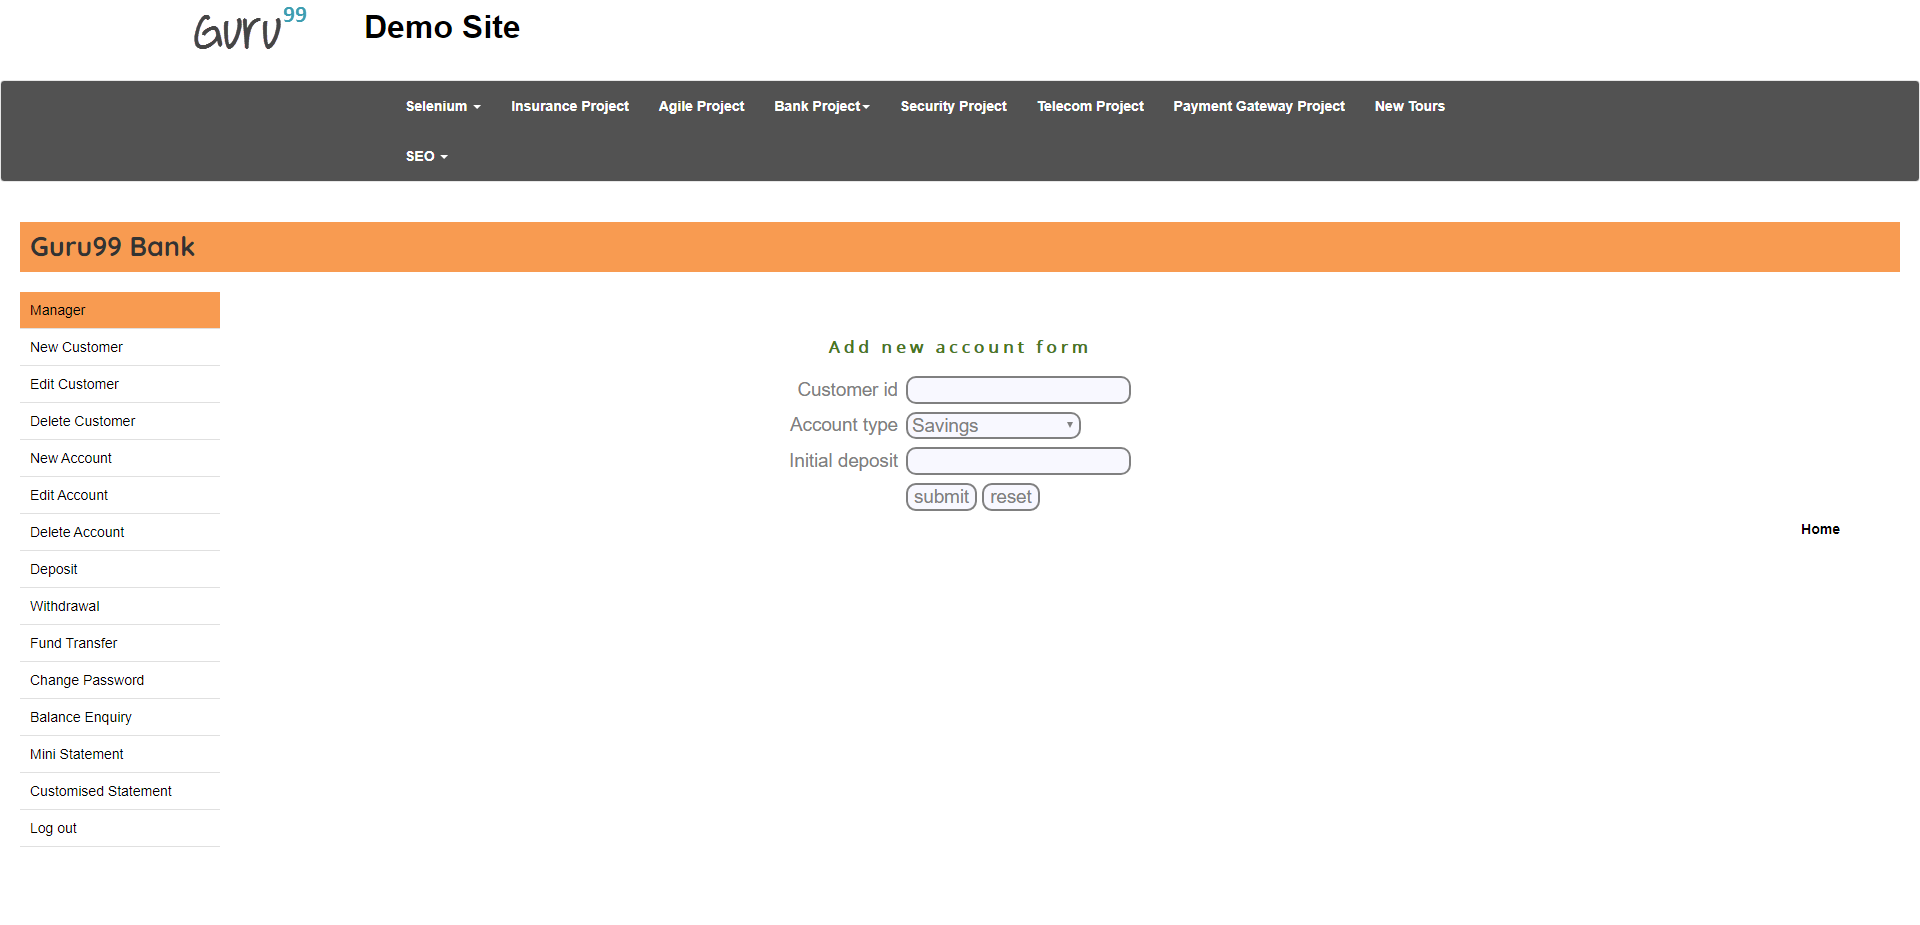 Guru99 Demo Site
Selenium Insurance Project Agile Project Bank Project Security Project Telecom Project Payment Gateway Project New Tours
SEO
Guru99 Bank
Manager
New Customer
Edit Customer
Delete Customer
New Account
Edit Account
Delete Account
Deposit
Withdrawal
Fund Transfer
Change Password
Balance Enquiry
Mini Statement
Customised Statement
Log out
Add new account form
Customer id
Account type Savings
Initial deposit
submit reset
Home